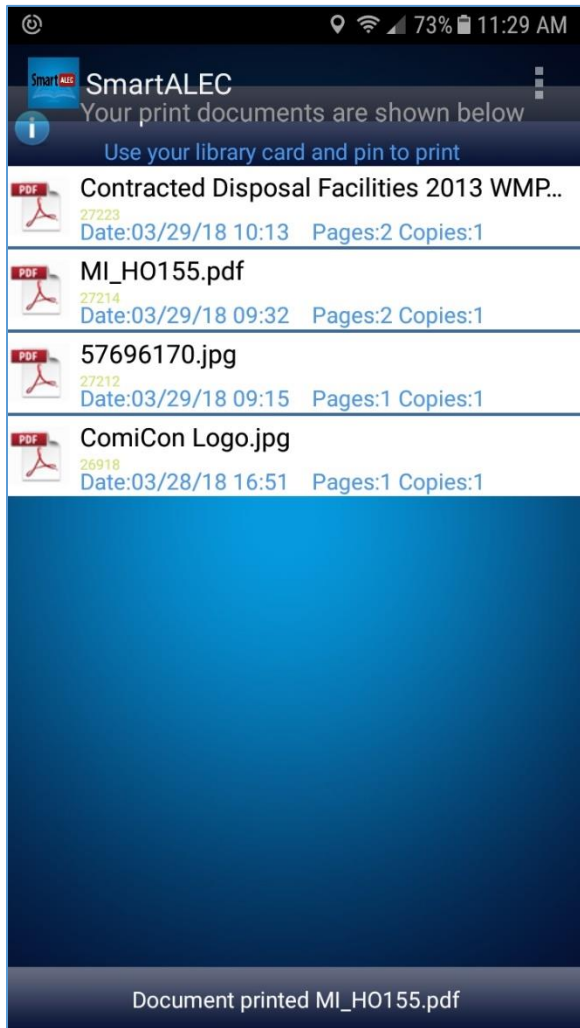 73% 11:29 AM
Smart ALEC
SmartALEC
Your print documents are shown below
i
Use your library card and pin to print
PDF
Contracted Disposal Facilities 2013 WMP...
27223
Date:03/29/18 10:13 Pages:2 Copies:1
PDF
MI_HO155.pdf
27214
Date:03/29/18 09:32 Pages:2 Copies:1
PDF
57696170.jpg
27212
Date:03/29/18 09:15 Pages:1 Copies:1
PDF
ComiCon Logo.jpg
26918
Date:03/28/18 16:51 Pages:1 Copies:1
Document printed MI_HO155.pdf